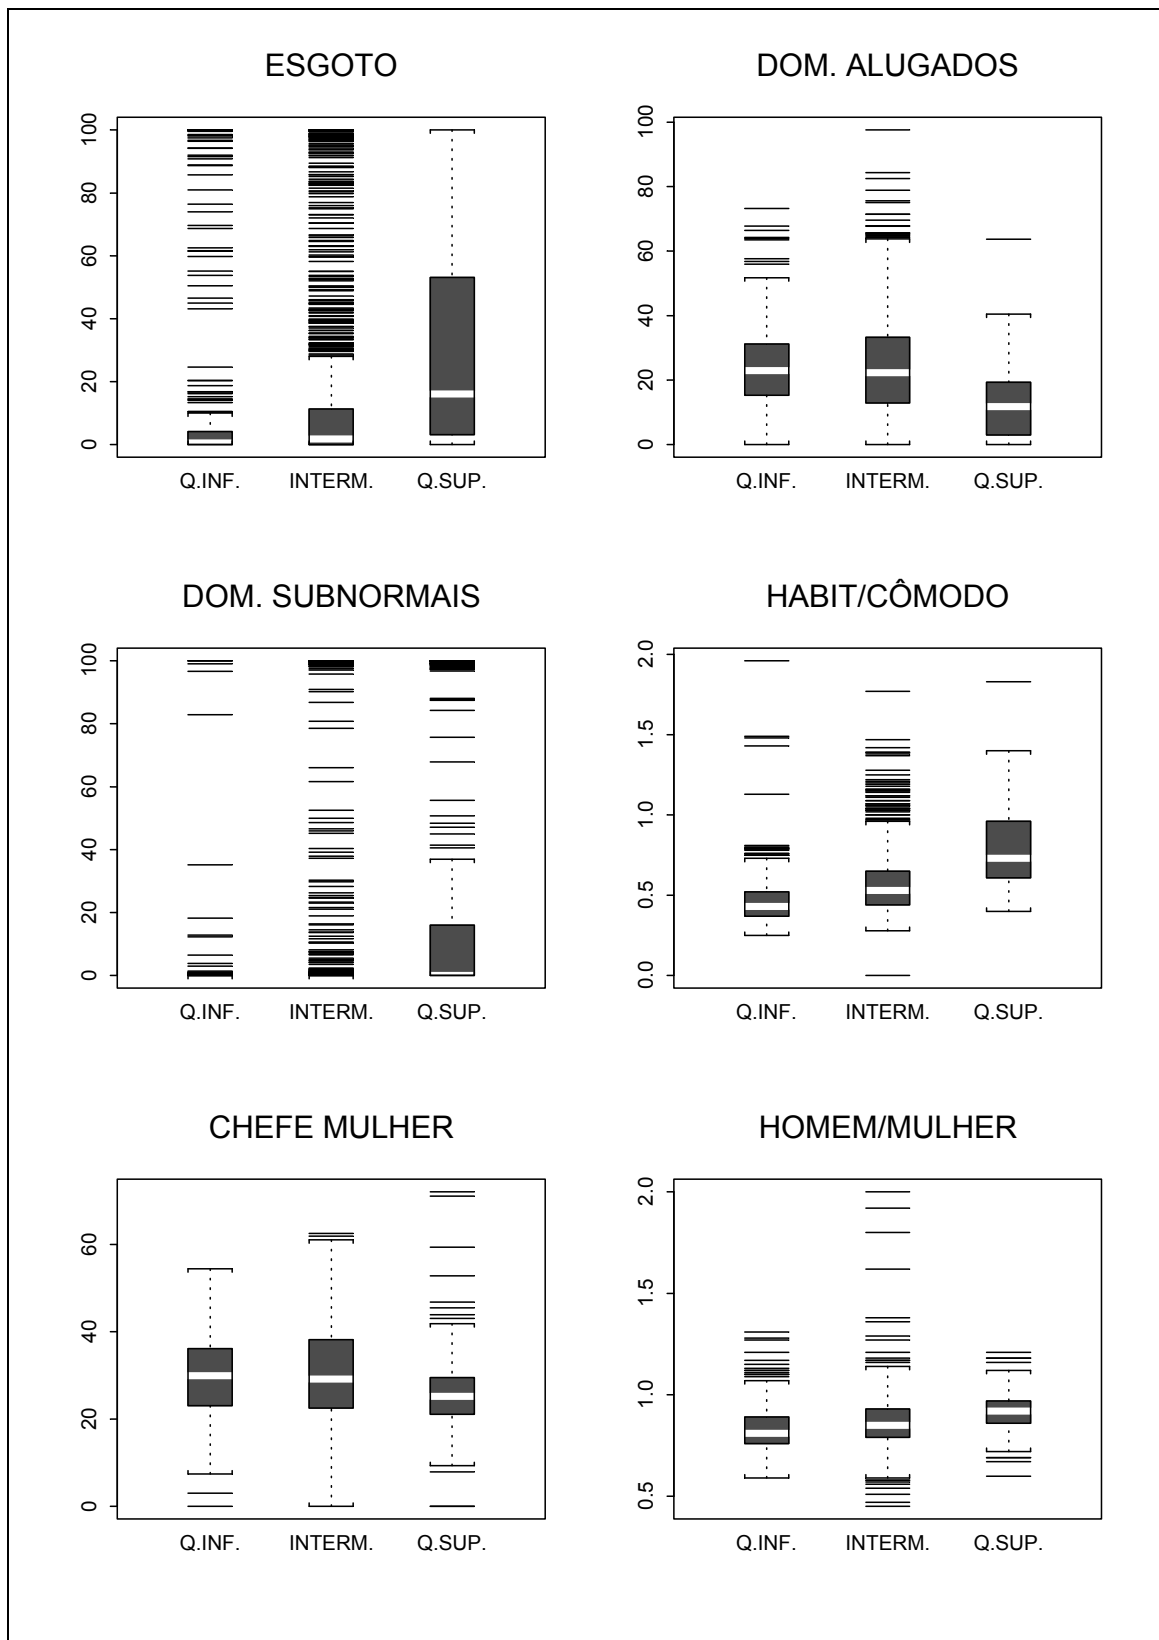 ESGOTO
0 20 40 60 80 100
Q.INF. INTERM. Q.SUP.
DOM. ALUGADOS
0 20 40 60 80 100
Q.INF. INTERM. Q.SUP.
DOM. SUBNORMAIS
0 20 40 60 80 100
Q.INF. INTERM. Q.SUP.
HABIT/CÔMODO
0.0 0.5 1.0 1.5 2.0
Q.INF. INTERM. Q.SUP.
CHEFE MULHER
0 20 40 60
Q.INF. INTERM. Q.SUP.
HOMEM/MULHER
0.5 1.0 1.5 2.0
Q.INF. INTERM. Q.SUP.